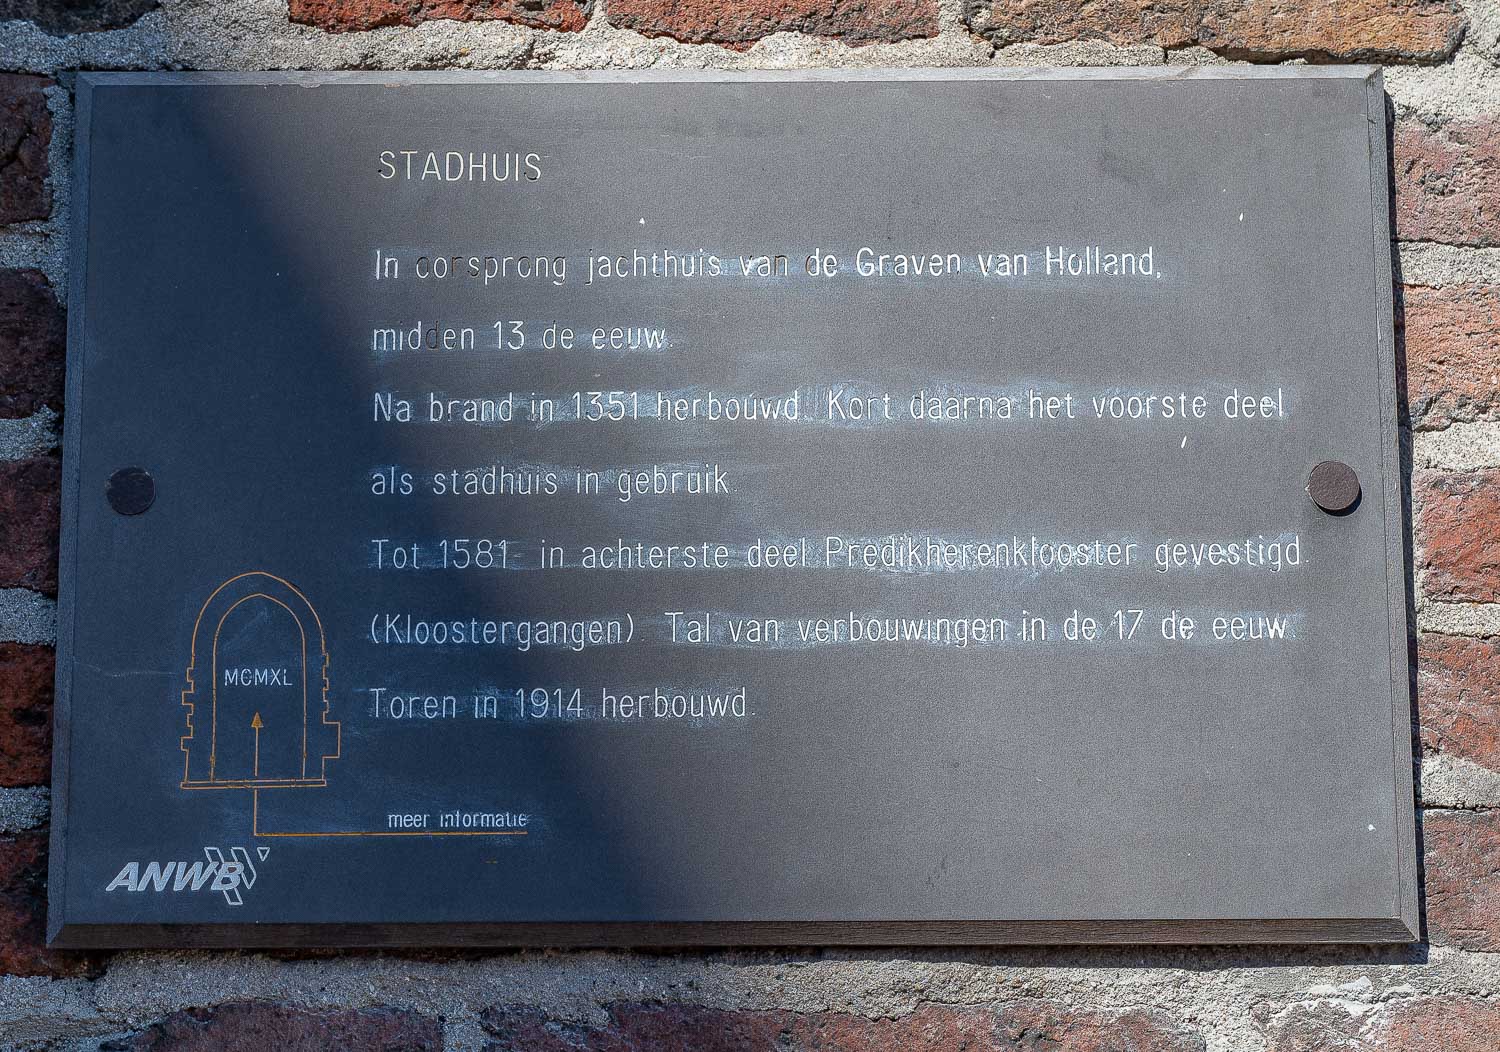 STADHUIS
In oorsprong jachthuis van de Graven van Holland,
midden 13 de eeuw.
Na brand in 1351 herbouwd. Kort daarna het voorste deel
als stadhuis in gebruik.
Tot 1581 in achterste deel Predikherenklooster gevestigd.
(Kloostergangen) Tal van verbouwingen in de 17 de eeuw.
Toren in 1914 herbouwd.
MCMXL
meer informatie
ANWB